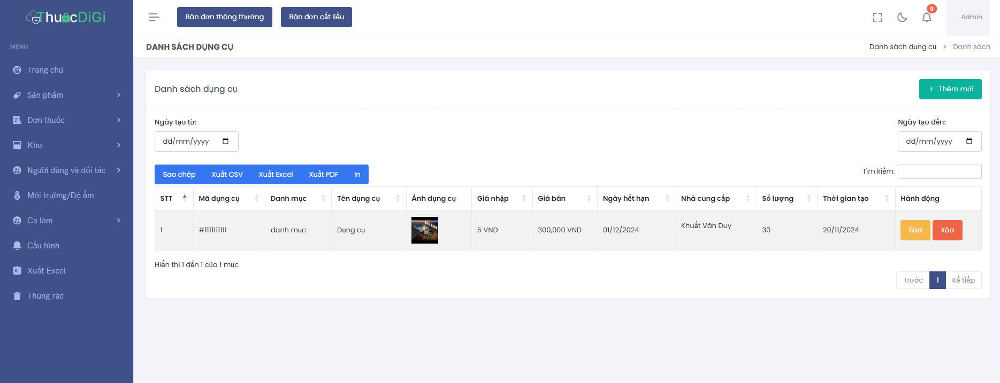 ThuốcDiGi
Bán đơn thông thường
Bán đơn cắt liều
0
Admin
MENU
Trang chủ
Sản phẩm
Đơn thuốc
Kho
Người dùng và đối tác
Môi trường/Độ ẩm
Ca làm
Cấu hình
Xuất Excel
Thùng rác
DANH SÁCH DỤNG CỤ
Danh sách dụng cụ > Danh sách
Danh sách dụng cụ
+ Thêm mới
Ngày tạo từ:
Ngày tạo đến:
dd/mm/yyyy
dd/mm/yyyy
Sao chép Xuất CSV Xuất Excel Xuất PDF In
Tìm kiếm:
STT Mã dụng cụ Danh mục Tên dụng cụ Ảnh dụng cụ Giá nhập Giá bán Ngày hết hạn Nhà cung cấp Số lượng Thời gian tạo Hành động
1 #1111111111 danh mục Dụng cụ 5 VND 300,000 VND 01/12/2024 Khuất Văn Duy 30 20/11/2024 Sửa Xóa
Hiển thị 1 đến 1 của 1 mục
Trước 1 Kế tiếp